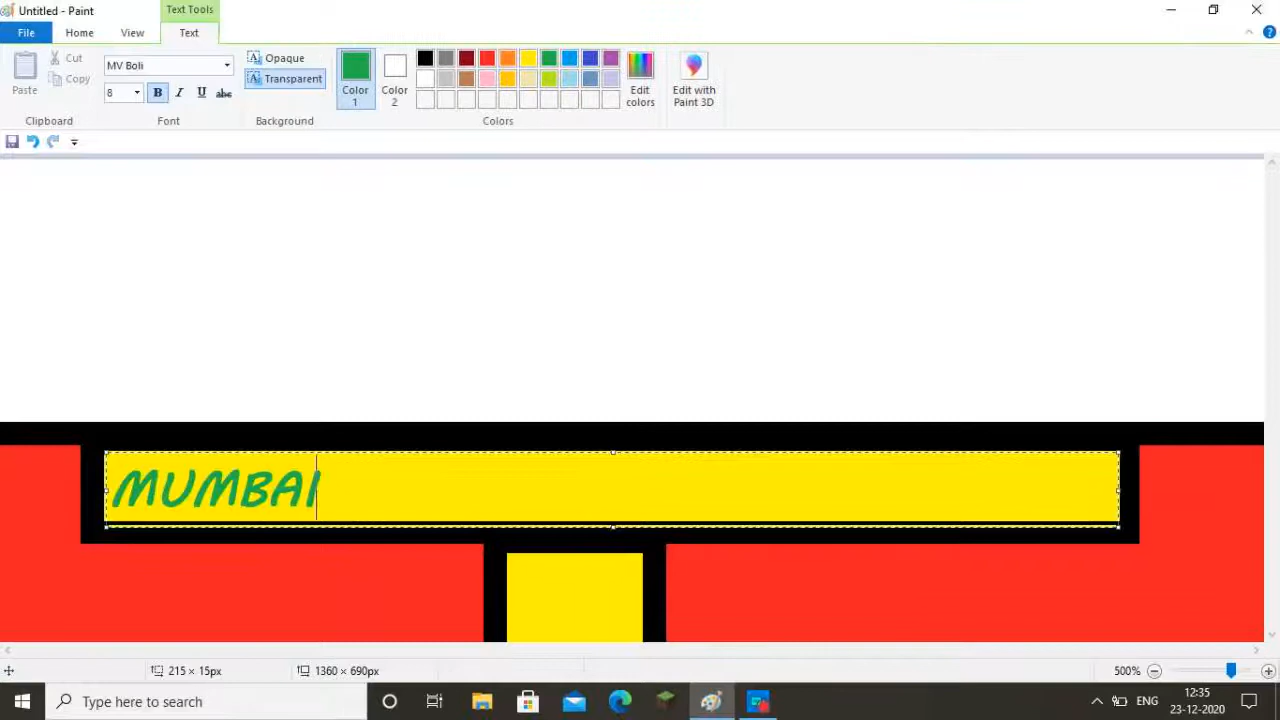 Untitled - Paint
Text Tools
File
Home
View
Text
Paste
Cut
Copy
Clipboard
MV Boli
8
B
I
U
abc
Font
Opaque
Transparent
Background
Color 1
Color 2
Edit colors
Colors
Edit with Paint 3D
MUMBAI
215 × 15px
1360 × 690px
500%
Type here to search
ENG
12:35
23-12-2020